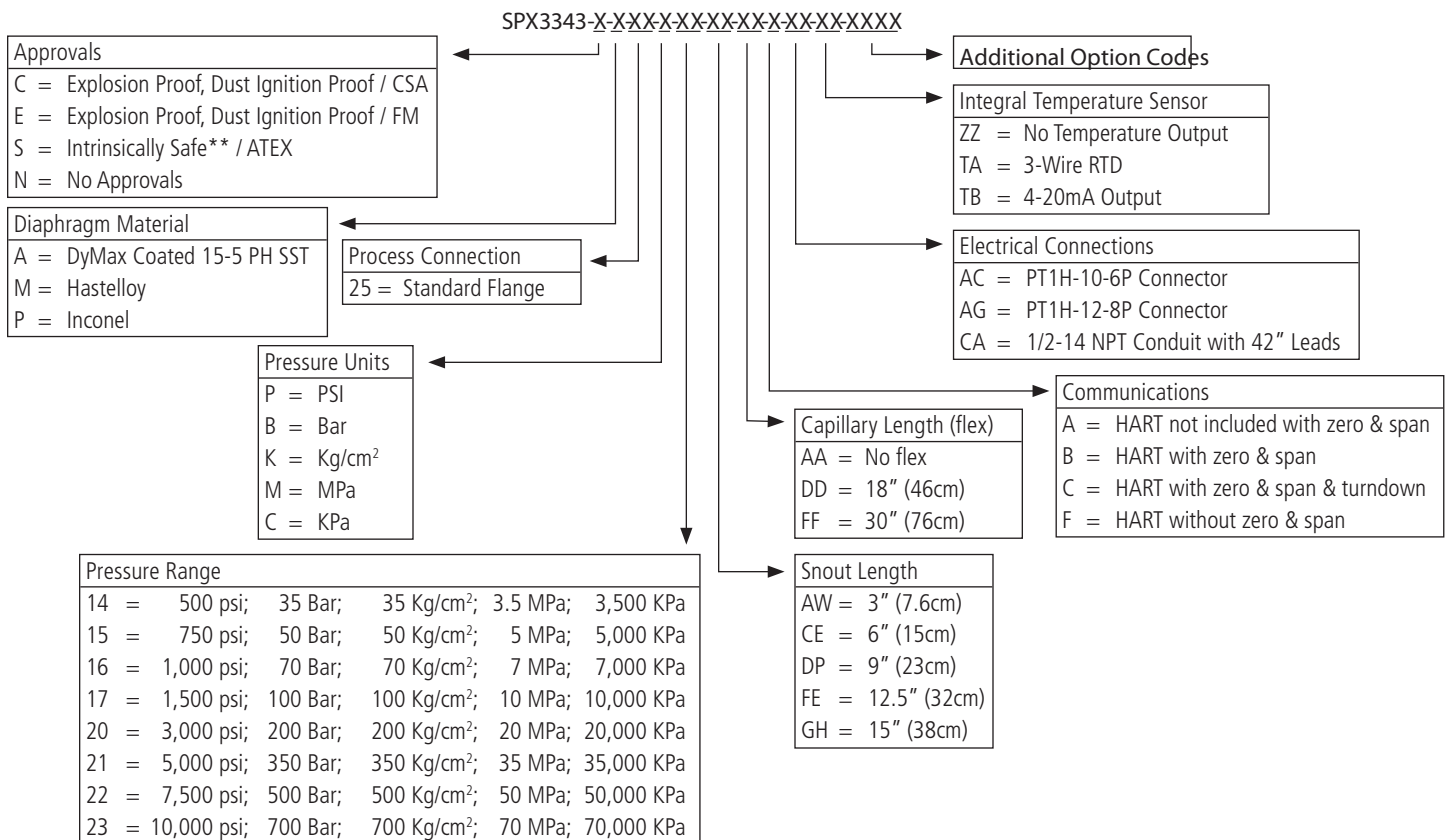 SPX3343-X-X-XX-X-XX-XX-XX-X-XX-XX-XXXX
Approvals
C = Explosion Proof, Dust Ignition Proof / CSA
E = Explosion Proof, Dust Ignition Proof / FM
S = Intrinsically Safe** / ATEX
N = No Approvals
Additional Option Codes
Integral Temperature Sensor
ZZ = No Temperature Output
TA = 3-Wire RTD
TB = 4-20mA Output
Diaphragm Material
A = DyMax Coated 15-5 PH SST
M = Hastelloy
P = Inconel
Process Connection
25 = Standard Flange
Electrical Connections
AC = PT1H-10-6P Connector
AG = PT1H-12-8P Connector
CA = 1/2-14 NPT Conduit with 42" Leads
Pressure Units
P = PSI
B = Bar
K = Kg/cm²
M = MPa
C = KPa
Capillary Length (flex)
AA = No flex
DD = 18" (46cm)
FF = 30" (76cm)
Communications
A = HART not included with zero & span
B = HART with zero & span
C = HART with zero & span & turndown
F = HART without zero & span
Pressure Range
14 = 500 psi; 35 Bar; 35 Kg/cm²; 3.5 MPa; 3,500 KPa
15 = 750 psi; 50 Bar; 50 Kg/cm²; 5 MPa; 5,000 KPa
16 = 1,000 psi; 70 Bar; 70 Kg/cm²; 7 MPa; 7,000 KPa
17 = 1,500 psi; 100 Bar; 100 Kg/cm²; 10 MPa; 10,000 KPa
20 = 3,000 psi; 200 Bar; 200 Kg/cm²; 20 MPa; 20,000 KPa
21 = 5,000 psi; 350 Bar; 350 Kg/cm²; 35 MPa; 35,000 KPa
22 = 7,500 psi; 500 Bar; 500 Kg/cm²; 50 MPa; 50,000 KPa
23 = 10,000 psi; 700 Bar; 700 Kg/cm²; 70 MPa; 70,000 KPa
Snout Length
AW = 3" (7.6cm)
CE = 6" (15cm)
DP = 9" (23cm)
FE = 12.5" (32cm)
GH = 15" (38cm)